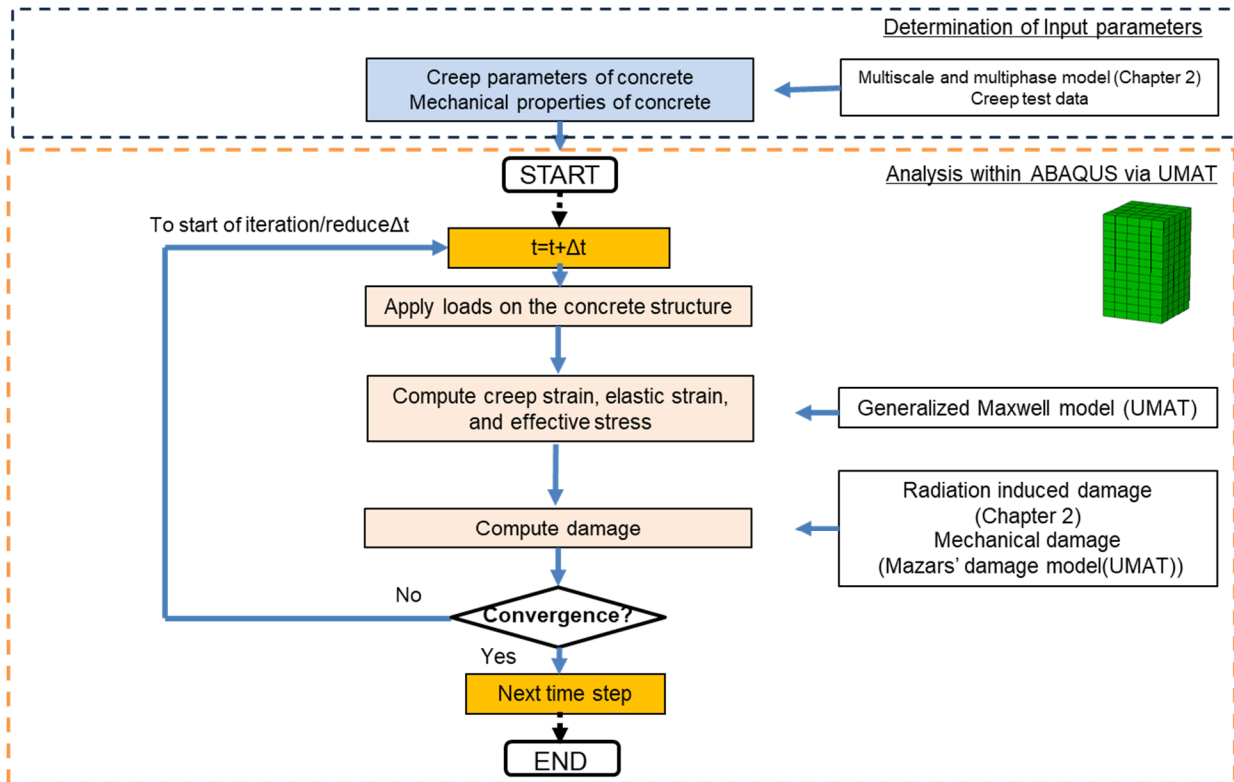 Determination of Input parameters
Creep parameters of concrete
Mechanical properties of concrete
Multiscale and multiphase model (Chapter 2)
Creep test data
START
Analysis within ABAQUS via UMAT
To start of iteration/reduceΔt
t=t+Δt
Apply loads on the concrete structure
Compute creep strain, elastic strain,
and effective stress
Generalized Maxwell model (UMAT)
Compute damage
Radiation induced damage
(Chapter 2)
Mechanical damage
(Mazars’ damage model(UMAT))
No
Convergence?
Yes
Next time step
END